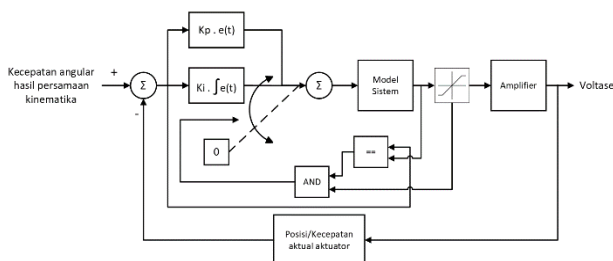 Kp . e(t)
Kecepatan angular
hasil persamaan
kinematika
+
Σ
-
Ki . ∫e(t)
Σ
Model
Sistem
Amplifier
Voltase
0
==
AND
Posisi/Kecepatan
aktual aktuator